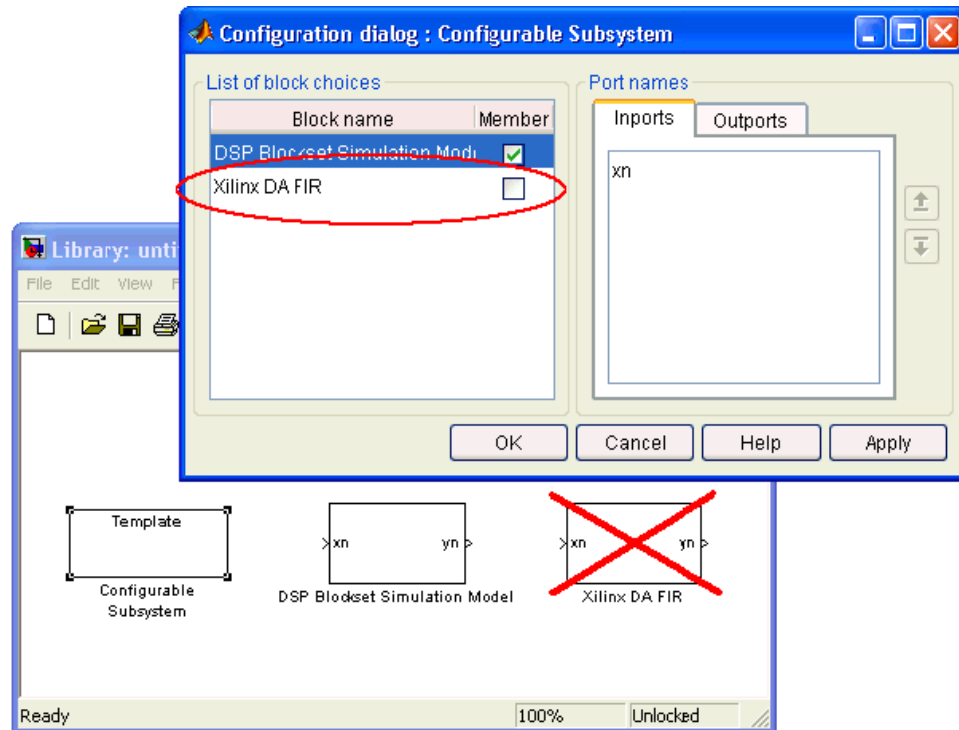 Configuration dialog : Configurable Subsystem
List of block choices
Port names
Block name Member
Inports Outports
DSP Blockset Simulation
xn
Xilinx DA FIR
Library:
File Edit View
OK Cancel Help Apply
Template
xn yn
xn yn
Configurable
Subsystem
DSP Blockset Simulation Model
Xilinx DA FIR
Ready 100% Unlocked